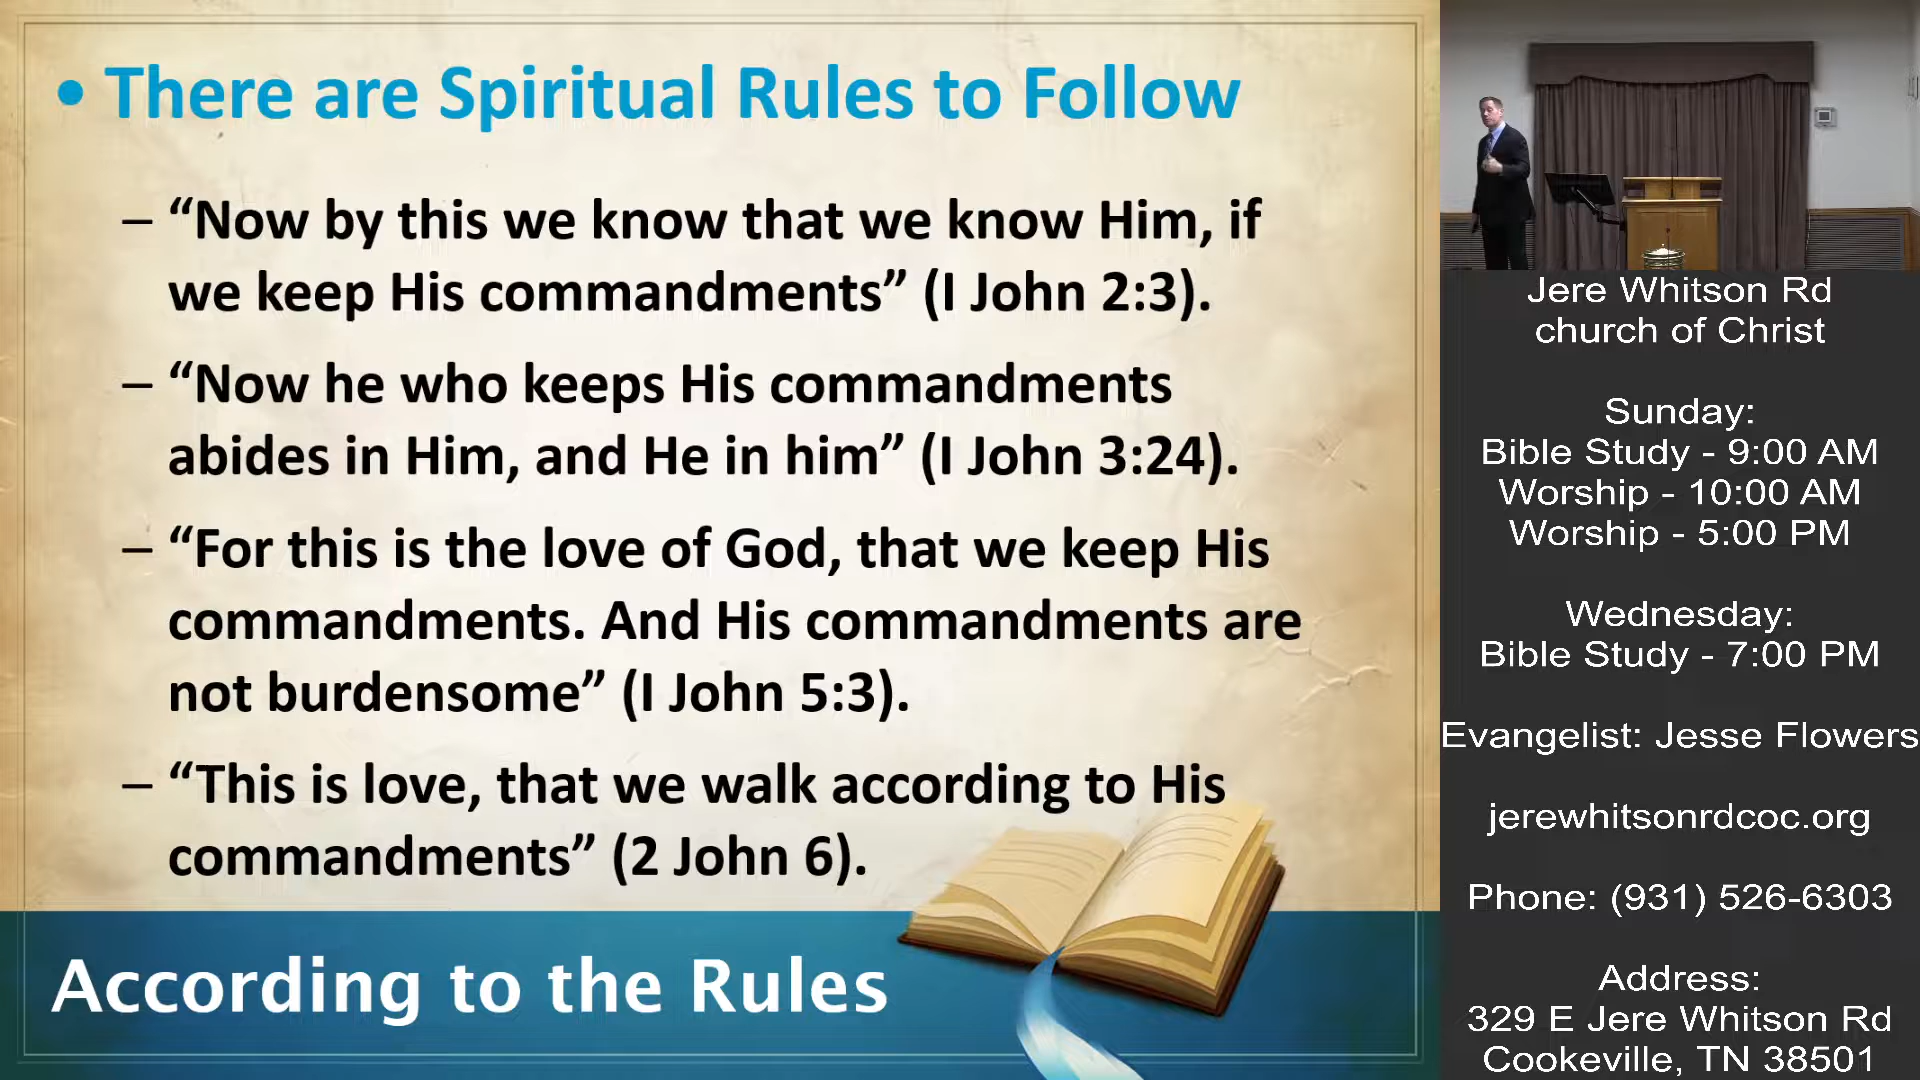 • There are Spiritual Rules to Follow
– “Now by this we know that we know Him, if
we keep His commandments” (I John 2:3).
– “Now he who keeps His commandments
abides in Him, and He in him” (I John 3:24).
– “For this is the love of God, that we keep His
commandments. And His commandments are
not burdensome” (I John 5:3).
– “This is love, that we walk according to His
commandments” (2 John 6).
According to the Rules
Jere Whitson Rd
church of Christ
Sunday:
Bible Study - 9:00 AM
Worship - 10:00 AM
Worship - 5:00 PM
Wednesday:
Bible Study - 7:00 PM
Evangelist: Jesse Flowers
jerewhitsonrdcoc.org
Phone: (931) 526-6303
Address:
329 E Jere Whitson Rd
Cookeville, TN 38501